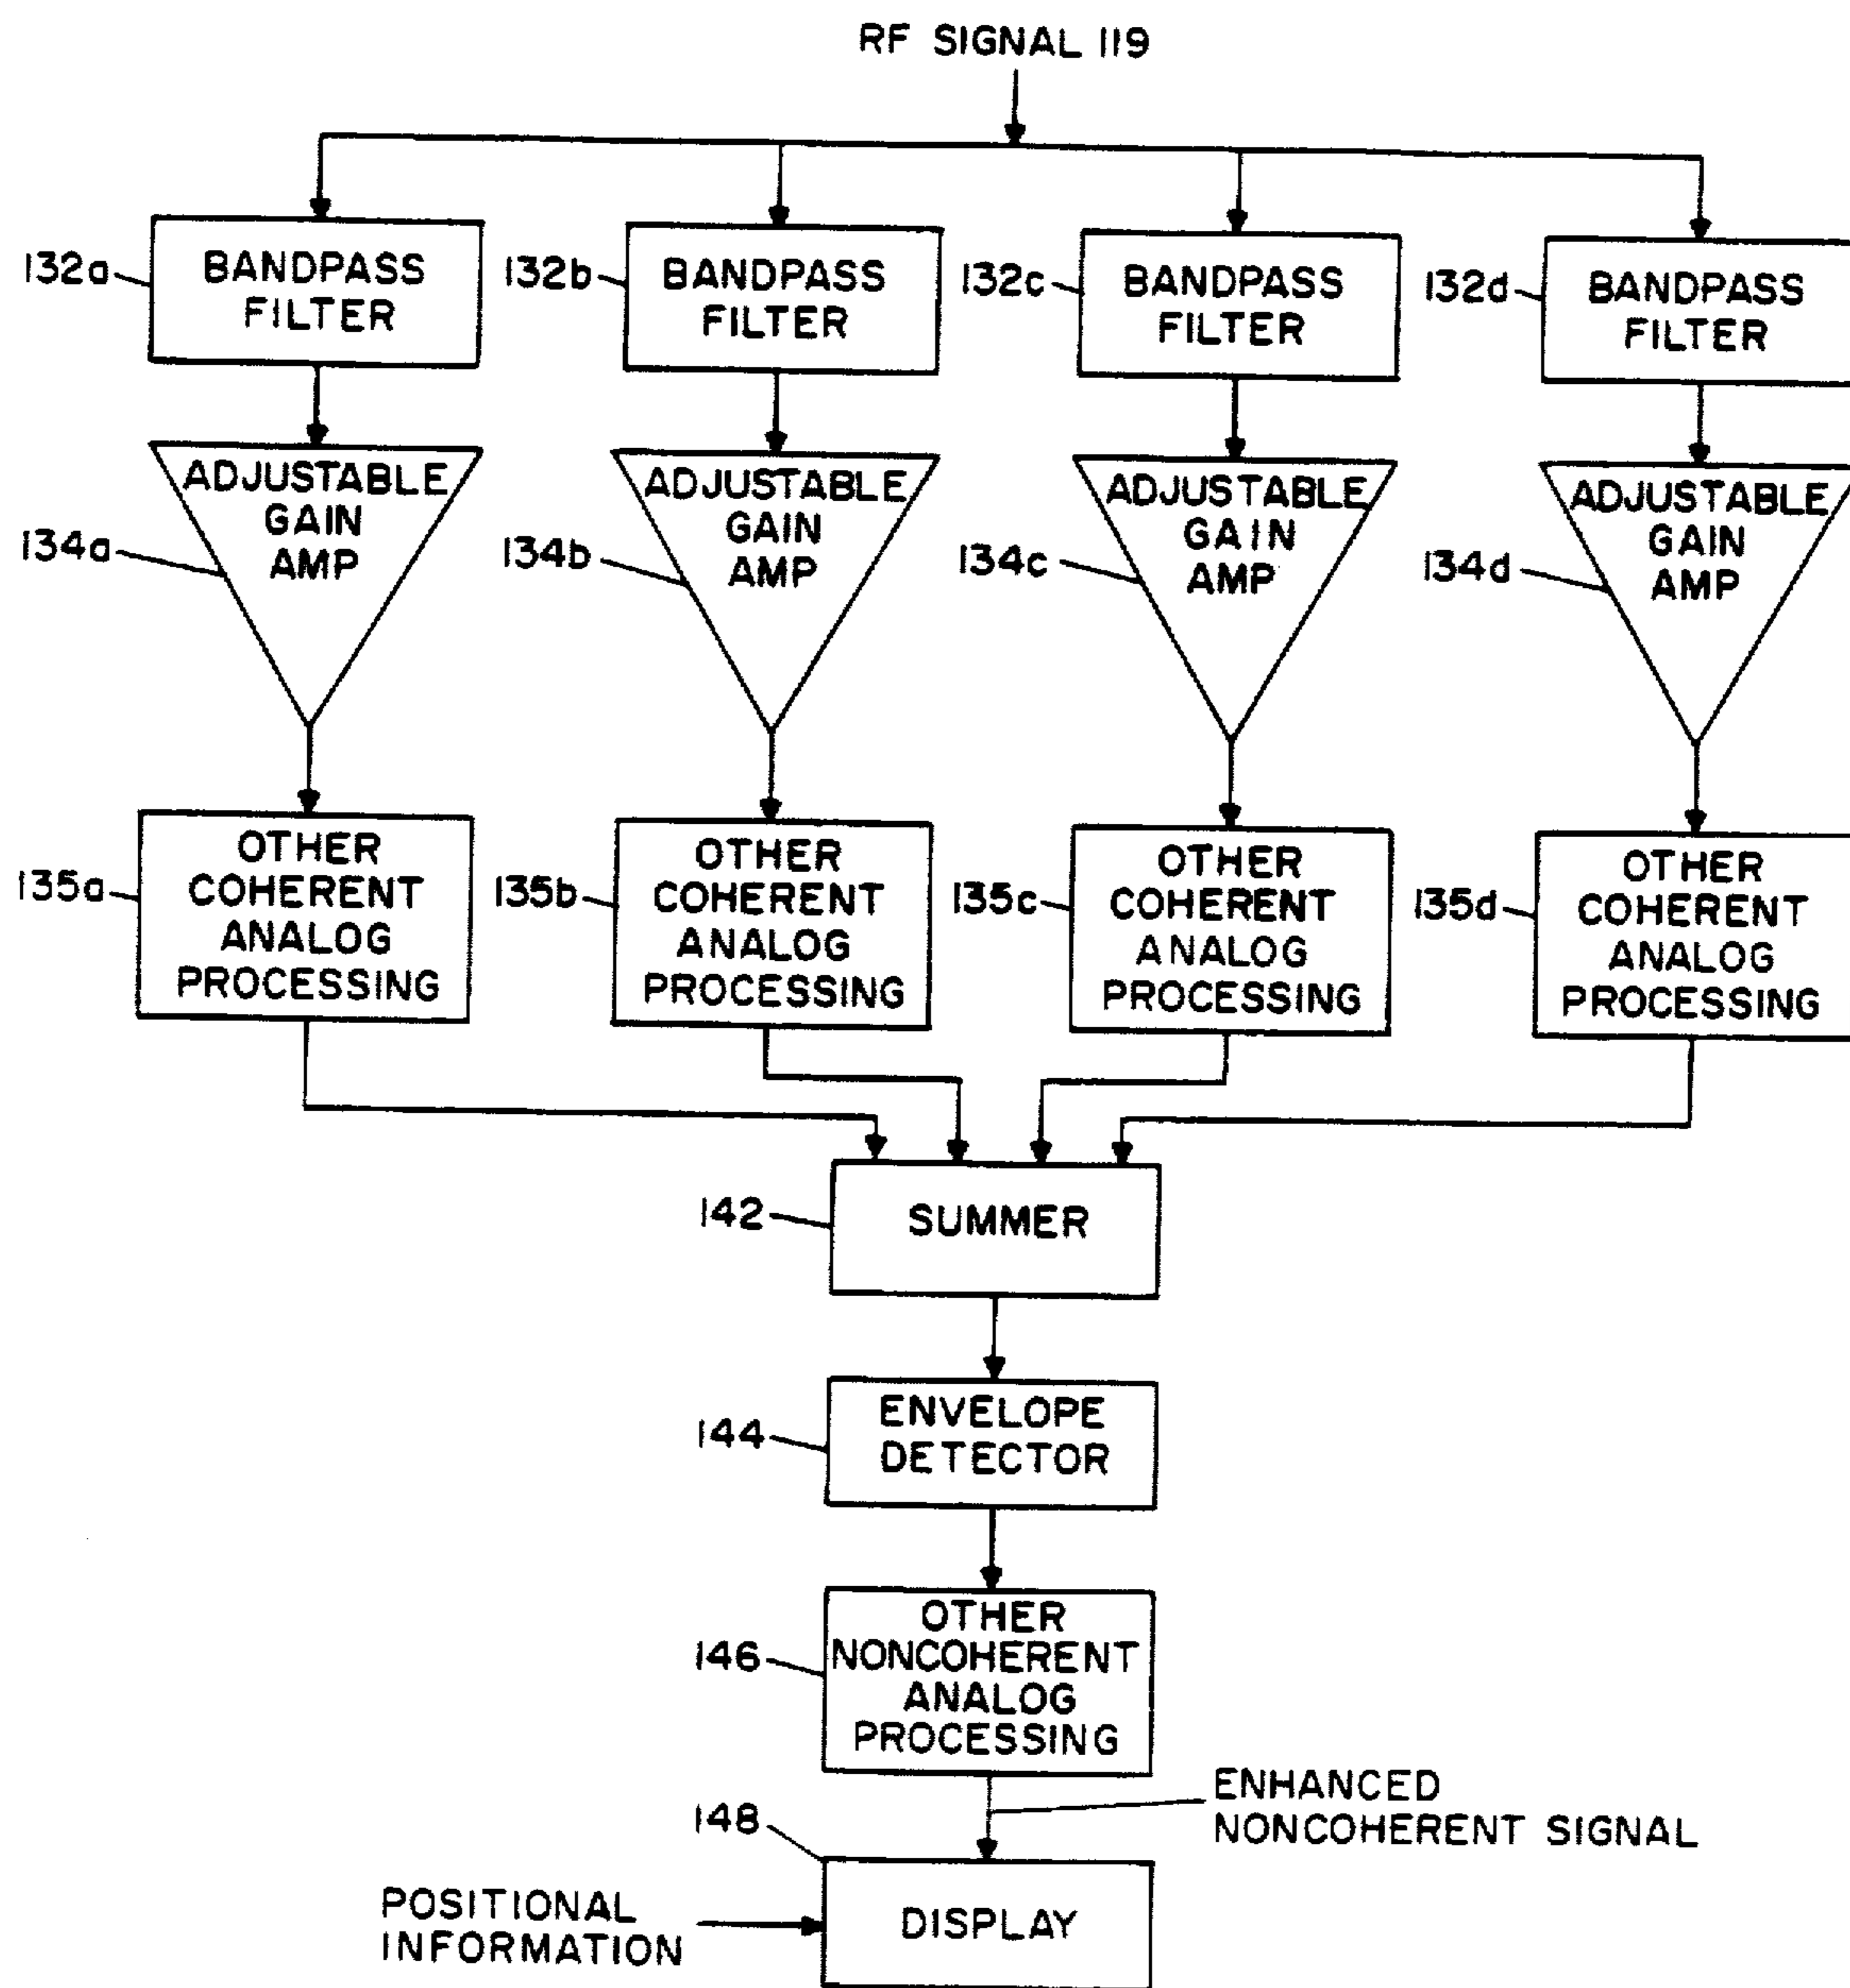 RF SIGNAL 119
132a
BANDPASS
FILTER
132b
BANDPASS
FILTER
132c
BANDPASS
FILTER
132d
BANDPASS
FILTER
134a
ADJUSTABLE
GAIN
AMP
134b
ADJUSTABLE
GAIN
AMP
134c
ADJUSTABLE
GAIN
AMP
134d
ADJUSTABLE
GAIN
AMP
135a
OTHER
COHERENT
ANALOG
PROCESSING
135b
OTHER
COHERENT
ANALOG
PROCESSING
135c
OTHER
COHERENT
ANALOG
PROCESSING
135d
OTHER
COHERENT
ANALOG
PROCESSING
142
SUMMER
144
ENVELOPE
DETECTOR
146
OTHER
NONCOHERENT
ANALOG
PROCESSING
ENHANCED
NONCOHERENT SIGNAL
148
DISPLAY
POSITIONAL
INFORMATION